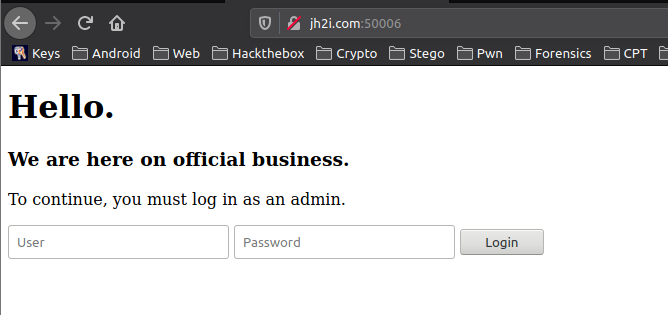 jh2i.com:50006
Keys Android Web Hackthebox Crypto Stego Pwn Forensics CPT
Hello.
We are here on official business.
To continue, you must log in as an admin.
User Password Login